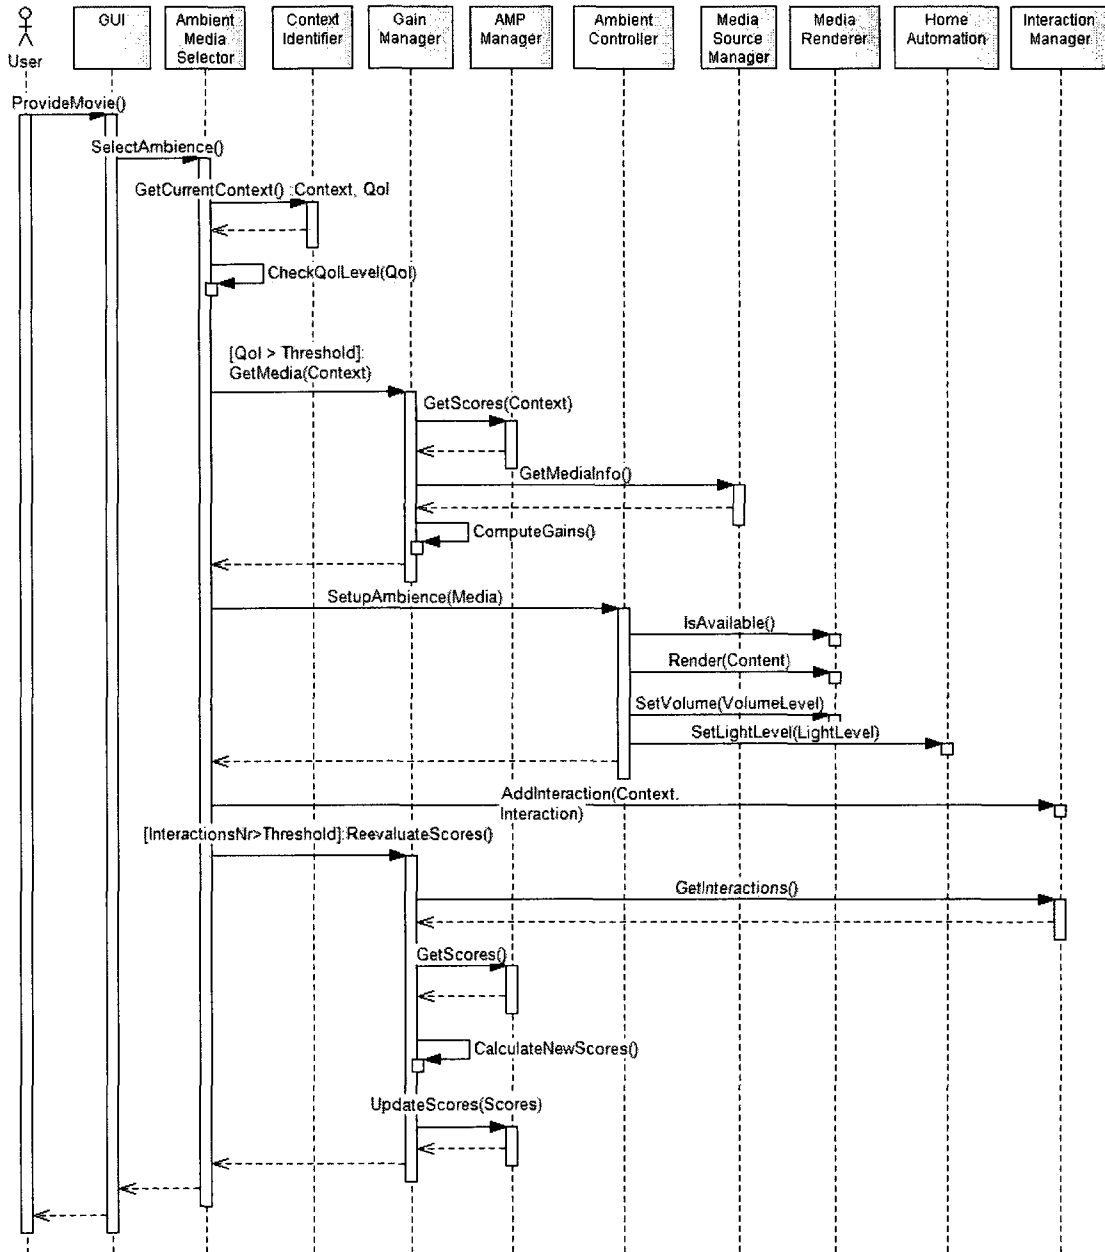 User
GUI
Ambient
Media
Selector
Context
Identifier
Gain
Manager
AMP
Manager
Ambient
Controller
Media
Source
Manager
Media
Renderer
Home
Automation
Interaction
Manager
ProvideMovie()
SelectAmbience()
GetCurrentContext() :Context, QoI
CheckQoILevel(QoI)
[QoI > Threshold]:
GetMedia(Context)
GetScores(Context)
GetMediaInfo()
ComputeGains()
SetupAmbience(Media)
IsAvailable()
Render(Content)
SetVolume(VolumeLevel)
SetLightLevel(LightLevel)
AddInteraction(Context.
Interaction)
[InteractionsNr>Threshold]:ReevaluateScores()
GetInteractions()
GetScores()
CalculateNewScores()
UpdateScores(Scores)